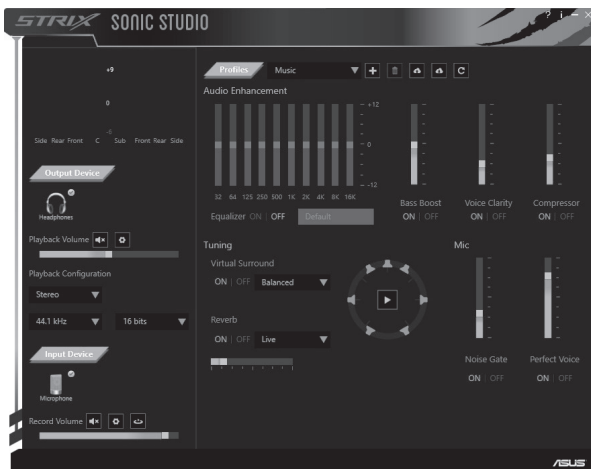 STRIX SONIC STUDIO
? i − ×
Profiles Music
Audio Enhancement
+9
0
-6
Side Rear Front C Sub Front Rear Side
+12
0
-12
32 64 125 250 500 1K 2K 4K 8K 16K
Equalizer ON | OFF Default
Bass Boost
ON | OFF
Voice Clarity
ON | OFF
Compressor
ON | OFF
Output Device
Headphones
Playback Volume
Playback Configuration
Stereo
44.1 kHz 16 bits
Input Device
Microphone
Record Volume
Tuning
Virtual Surround
ON | OFF Balanced
Reverb
ON | OFF Live
Mic
Noise Gate
ON | OFF
Perfect Voice
ON | OFF
ASUS